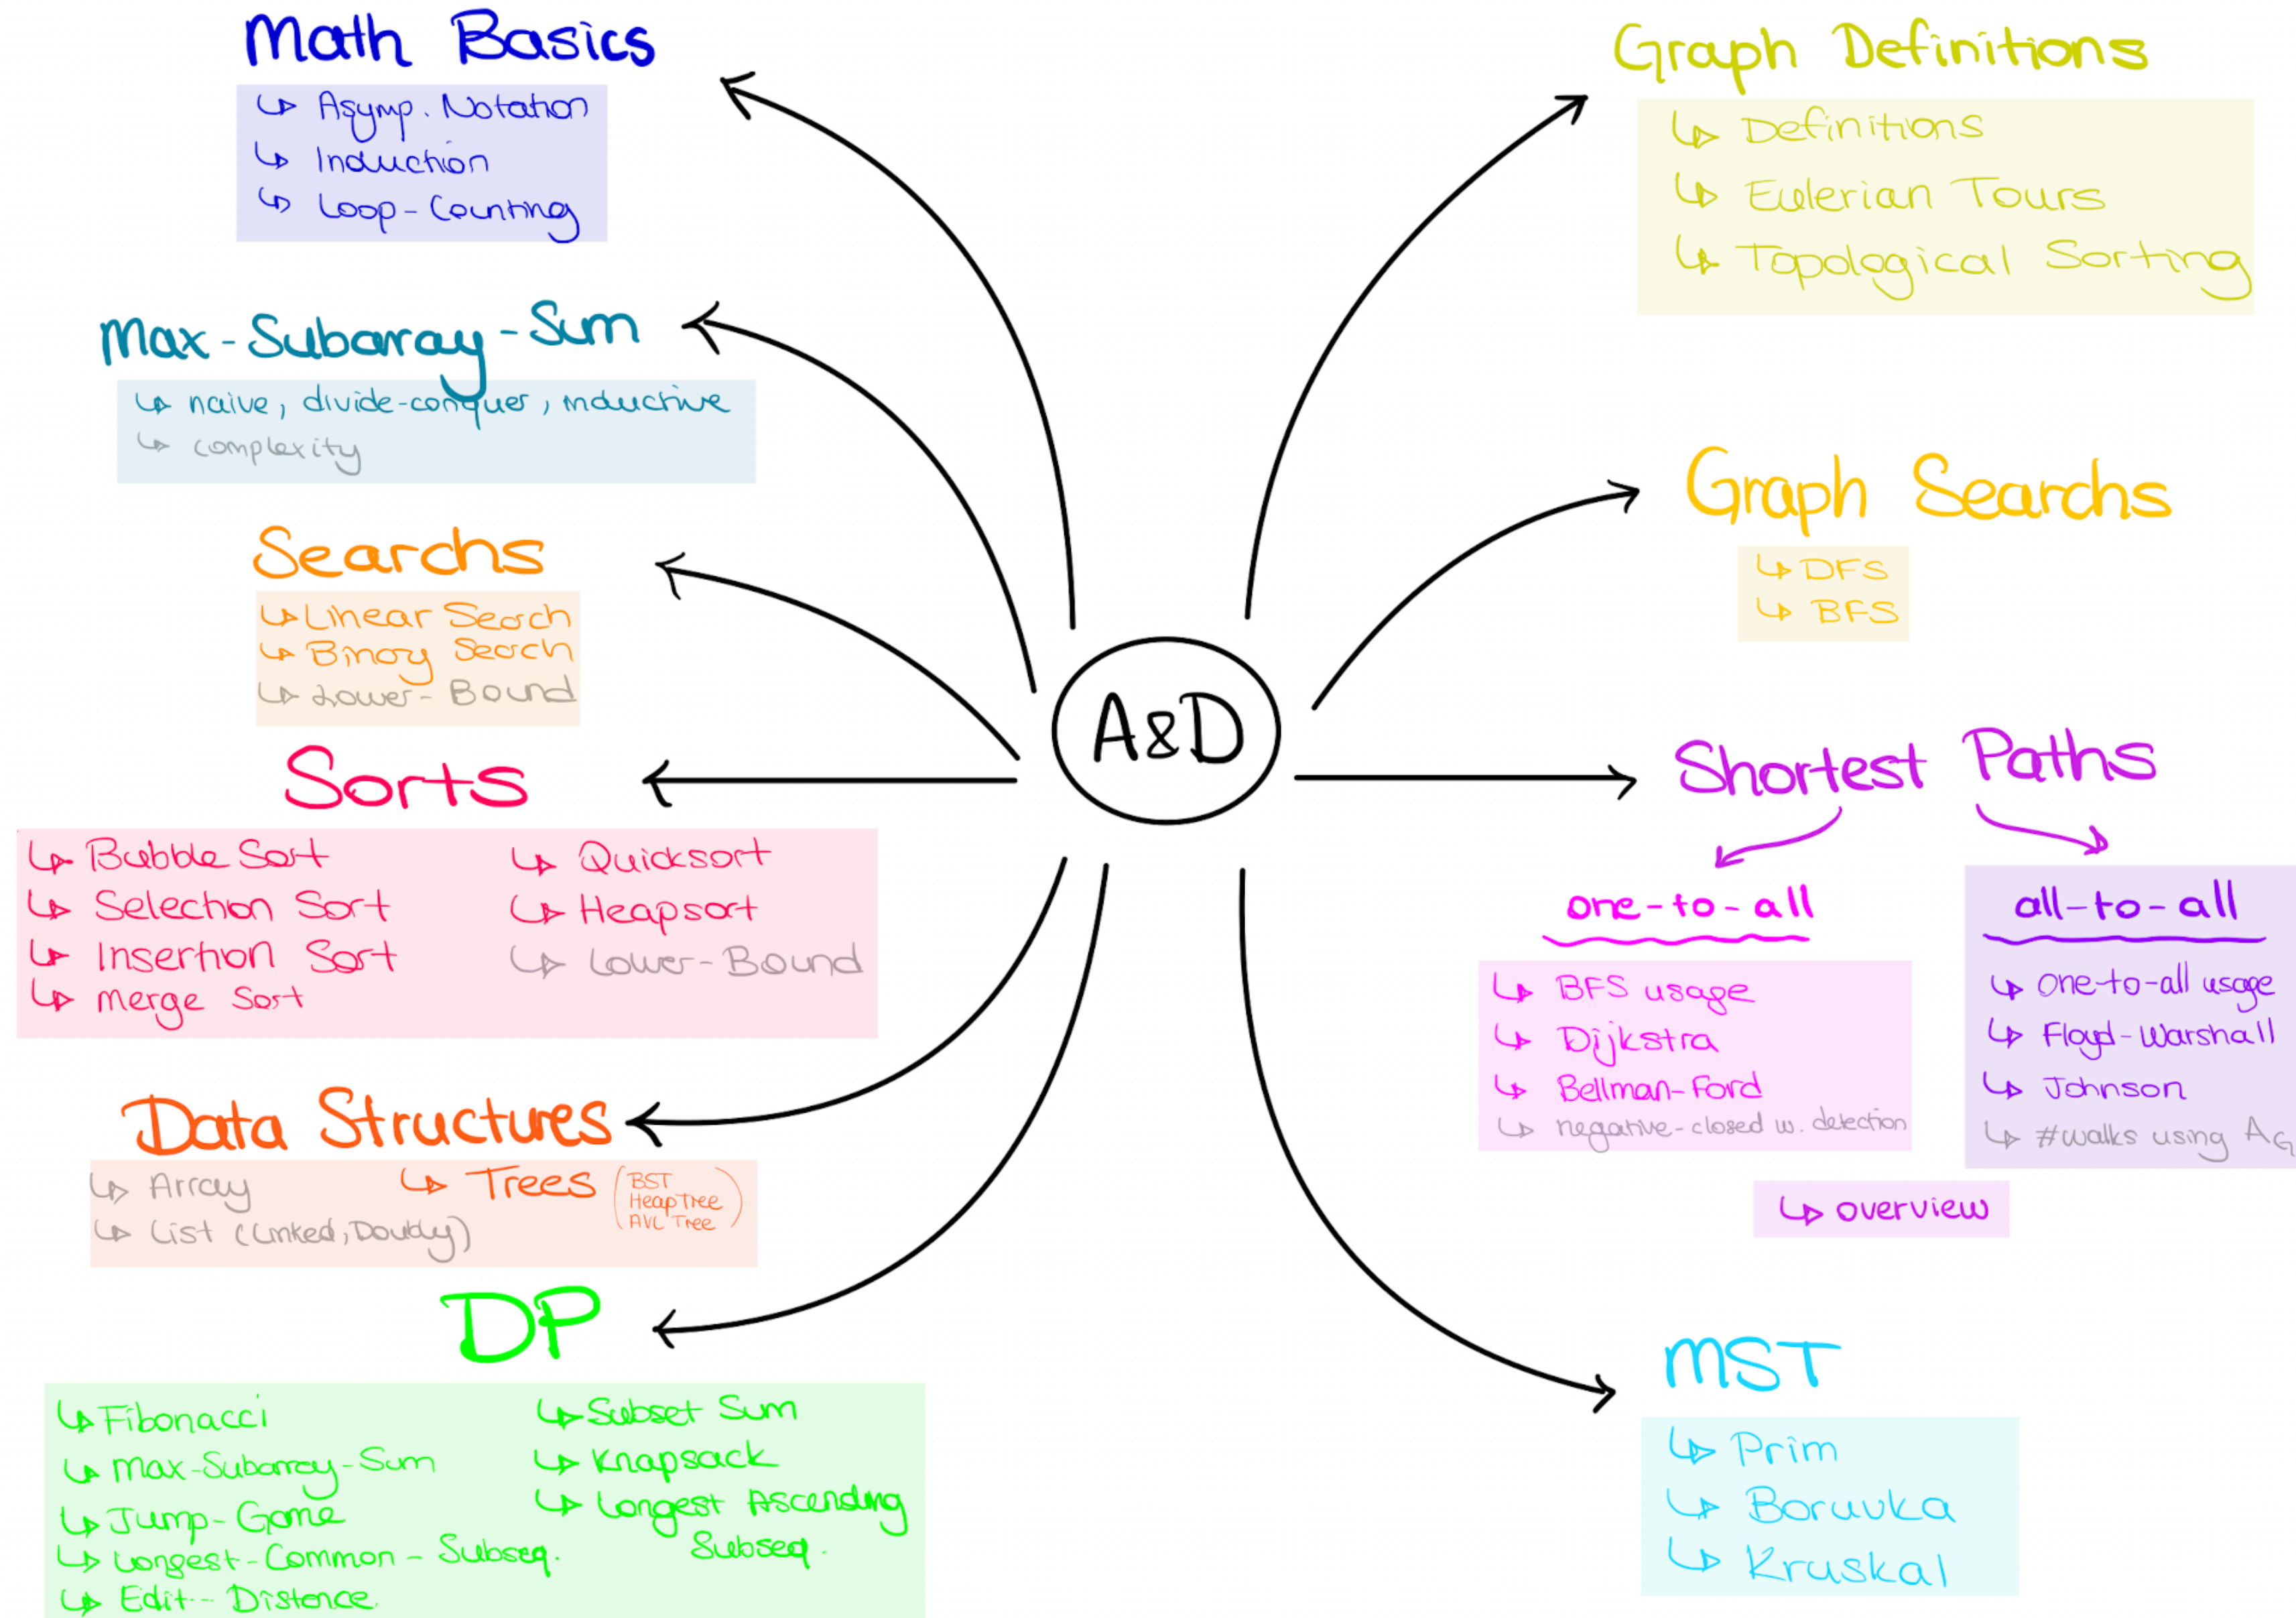 Math Basics
↳ Asymp. Notation
↳ Induction
↳ Loop-Counting
Max-Subarray-Sum
↳ naive, divide-conquer, inductive
↳ complexity
Searchs
↳ Linear Search
↳ Binary Search
↳ Lower-Bound
Sorts
↳ Bubble Sort
↳ Selection Sort
↳ Insertion Sort
↳ Merge Sort
↳ Quicksort
↳ Heapsort
↳ Lower-Bound
Data Structures
↳ Array
↳ List (Linked, Doubly)
↳ Trees
(BST
Heap Tree
AVL Tree)
DP
↳ Fibonacci
↳ Max-Subarray-Sum
↳ Jump-Game
↳ Longest-Common-Subseq.
↳ Edit-Distance
↳ Subset Sum
↳ Knapsack
↳ Longest Ascending
Subseq.
A&D
Graph Definitions
↳ Definitions
↳ Eulerian Tours
↳ Topological Sorting
Graph Searchs
↳ DFS
↳ BFS
Shortest Paths
one-to-all
↳ BFS usage
↳ Dijkstra
↳ Bellman-Ford
↳ negative-closed w. detection
all-to-all
↳ one-to-all usage
↳ Floyd-Warshall
↳ Johnson
↳ #walks using A_G
↳ overview
MST
↳ Prim
↳ Boruvka
↳ Kruskal